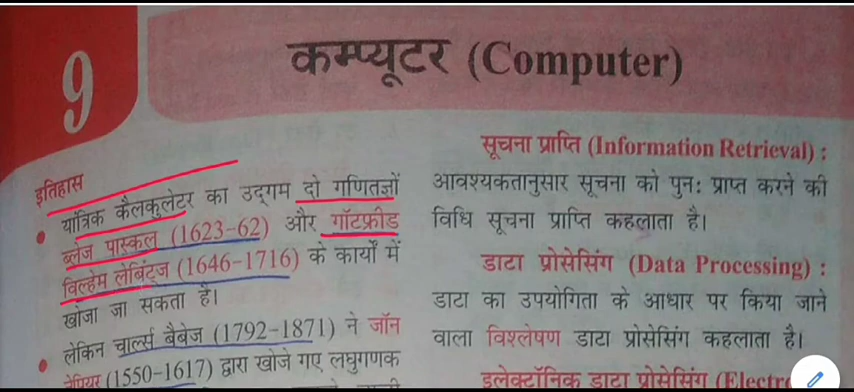 9
कम्प्यूटर (Computer)
इतिहास
यांत्रिक कैलकुलेटर का उद्गम दो गणितज्ञों
ब्लेज पास्कल (1623-62) और गॉटफ्रीड
विल्हेम लेबिंट्ज (1646-1716) के कार्यों में
खोजा जा सकता है।
लेकिन चार्ल्स बैबेज (1792-1871) ने जॉन
नेपियर (1550-1617) द्वारा खोजे गए लघुगणक
सूचना प्राप्ति (Information Retrieval) :
आवश्यकतानुसार सूचना को पुनः प्राप्त करने की
विधि सूचना प्राप्ति कहलाता है।
डाटा प्रोसेसिंग (Data Processing) :
डाटा का उपयोगिता के आधार पर किया जाने
वाला विश्लेषण डाटा प्रोसेसिंग कहलाता है।
इलेक्ट्रॉनिक डाटा प्रोसेसिंग